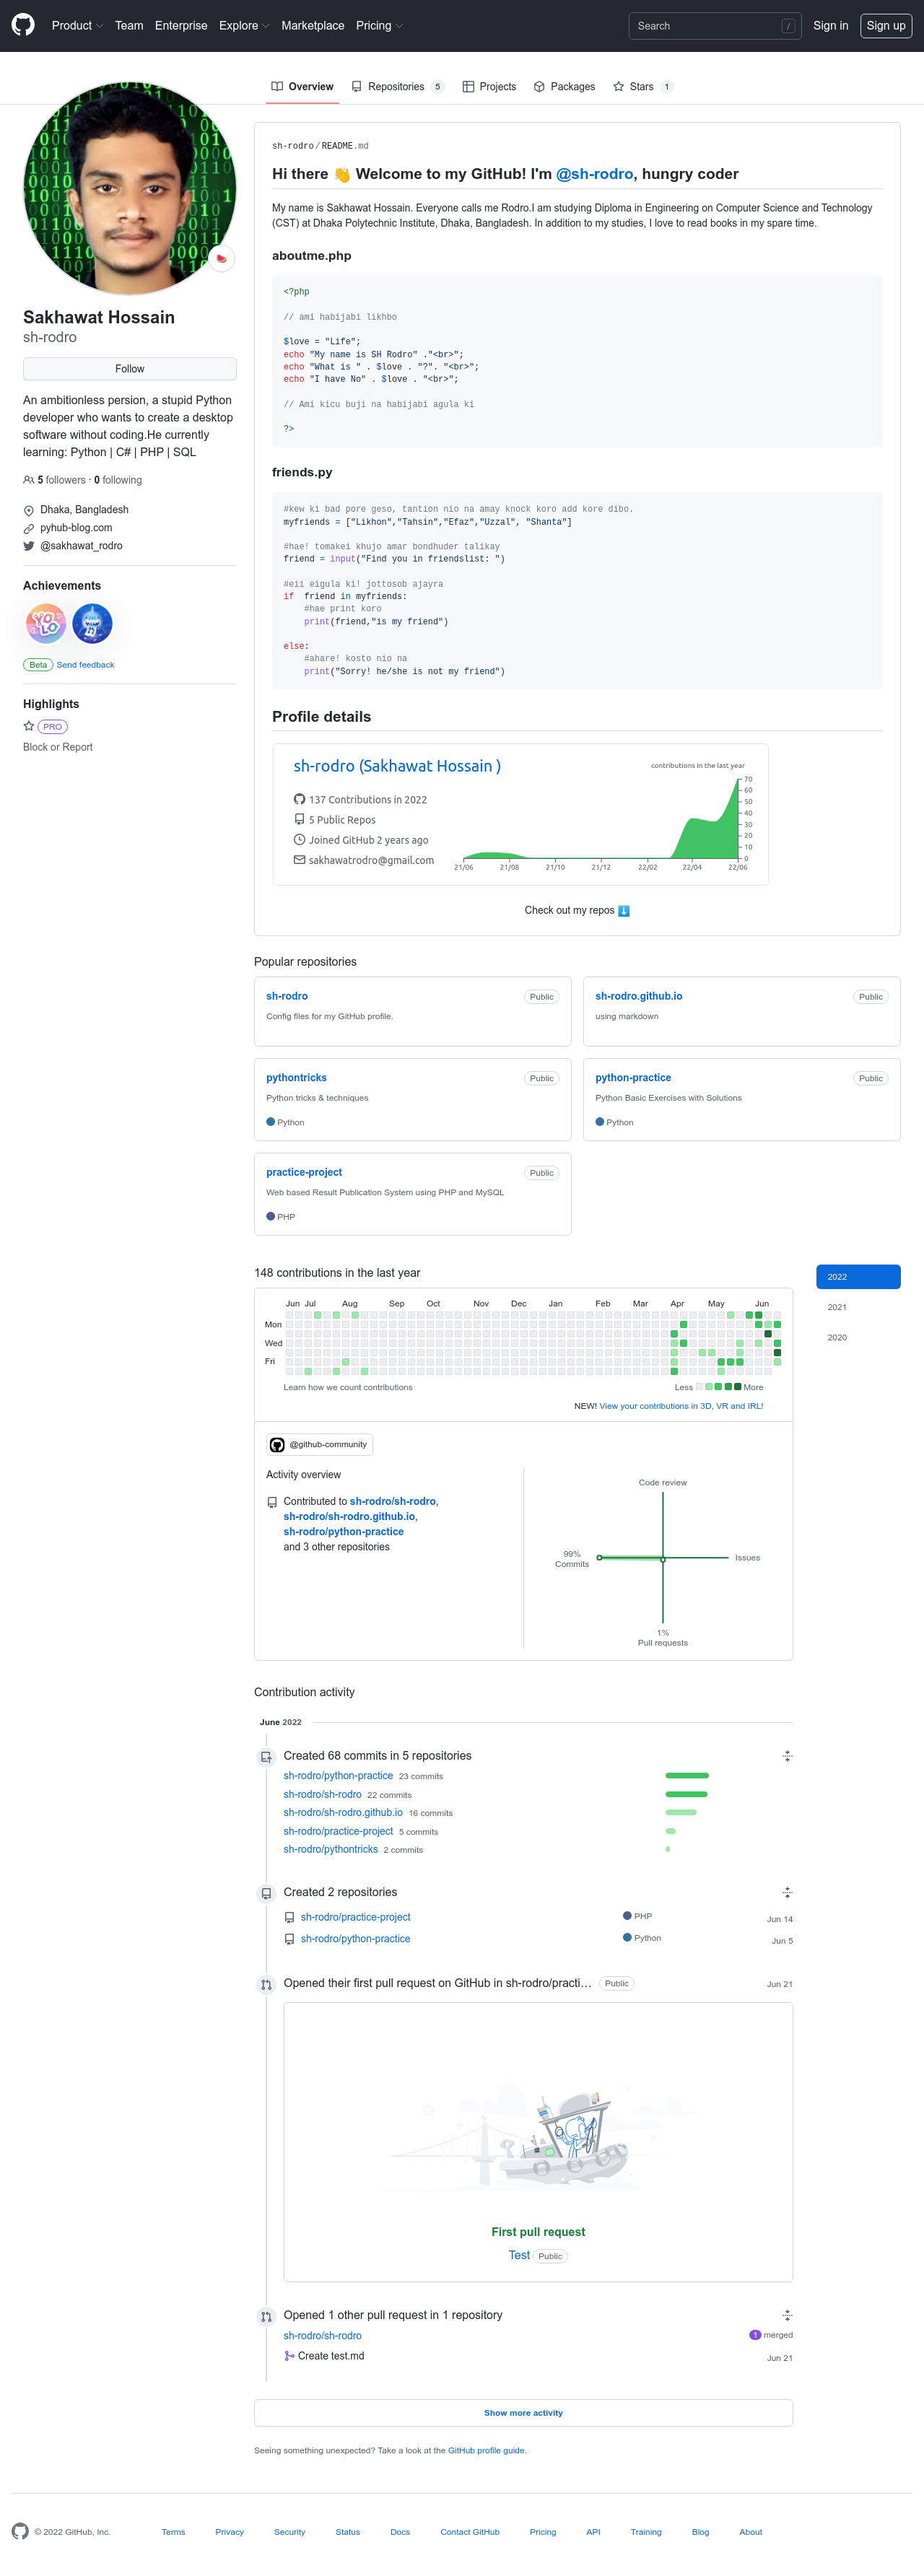 Product Team Enterprise Explore Marketplace Pricing Search / Sign in Sign up
Overview Repositories 5 Projects Packages Stars 1
Sakhawat Hossain
sh-rodro
Follow
An ambitionless persion, a stupid Python
developer who wants to create a desktop
software without coding.He currently
learning: Python | C# | PHP | SQL
5 followers · 0 following
Dhaka, Bangladesh
pyhub-blog.com
@sakhawat_rodro
Achievements
YOLO
Beta Send feedback
Highlights
PRO
Block or Report
sh-rodro/README.md
Hi there 👋 Welcome to my GitHub! I'm @sh-rodro, hungry coder
My name is Sakhawat Hossain. Everyone calls me Rodro.I am studying Diploma in Engineering on Computer Science and Technology
(CST) at Dhaka Polytechnic Institute, Dhaka, Bangladesh. In addition to my studies, I love to read books in my spare time.
aboutme.php
<?php
// ami habijabi likhbo
$love = "Life";
echo "My name is SH Rodro" ."<br>";
echo "What is " . $love . "?". "<br>";
echo "I have No" . $love . "<br>";
// Ami kicu buji na habijabi agula ki
?>
friends.py
#kew ki bad pore geso, tantion nio na amay knock koro add kore dibo.
myfriends = ["Likhon","Tahsin","Efaz","Uzzal", "Shanta"]
#hae! tomakei khujo amar bondhuder talikay
friend = input("Find you in friendslist: ")
#eii eigula ki! jottosob ajayra
if  friend in myfriends:
    #hae print koro
    print(friend,"is my friend")
else:
    #ahare! kosto nio na
    print("Sorry! he/she is not my friend")
Profile details
sh-rodro (Sakhawat Hossain )
137 Contributions in 2022
5 Public Repos
Joined GitHub 2 years ago
sakhawatrodro@gmail.com
contributions in the last year
70
60
50
40
30
20
10
0
21/06 21/08 21/10 21/12 22/02 22/04 22/06
Check out my repos ⬇️
Popular repositories
sh-rodro Public
Config files for my GitHub profile.
sh-rodro.github.io Public
using markdown
pythontricks Public
Python tricks & techniques
Python
python-practice Public
Python Basic Exercises with Solutions
Python
practice-project Public
Web based Result Publication System using PHP and MySQL
PHP
148 contributions in the last year
2022
2021
2020
Jun Jul Aug Sep Oct Nov Dec Jan Feb Mar Apr May Jun
Mon
Wed
Fri
Learn how we count contributions Less More
NEW! View your contributions in 3D, VR and IRL!
@github-community
Activity overview
Contributed to sh-rodro/sh-rodro,
sh-rodro/sh-rodro.github.io,
sh-rodro/python-practice
and 3 other repositories
Code review
99%
Commits
Issues
1%
Pull requests
Contribution activity
June 2022
Created 68 commits in 5 repositories
sh-rodro/python-practice 23 commits
sh-rodro/sh-rodro 22 commits
sh-rodro/sh-rodro.github.io 16 commits
sh-rodro/practice-project 5 commits
sh-rodro/pythontricks 2 commits
Created 2 repositories
sh-rodro/practice-project PHP Jun 14
sh-rodro/python-practice Python Jun 5
Opened their first pull request on GitHub in sh-rodro/practi… Public Jun 21
First pull request
Test Public
Opened 1 other pull request in 1 repository
sh-rodro/sh-rodro 1 merged
Create test.md Jun 21
Show more activity
Seeing something unexpected? Take a look at the GitHub profile guide.
© 2022 GitHub, Inc. Terms Privacy Security Status Docs Contact GitHub Pricing API Training Blog About